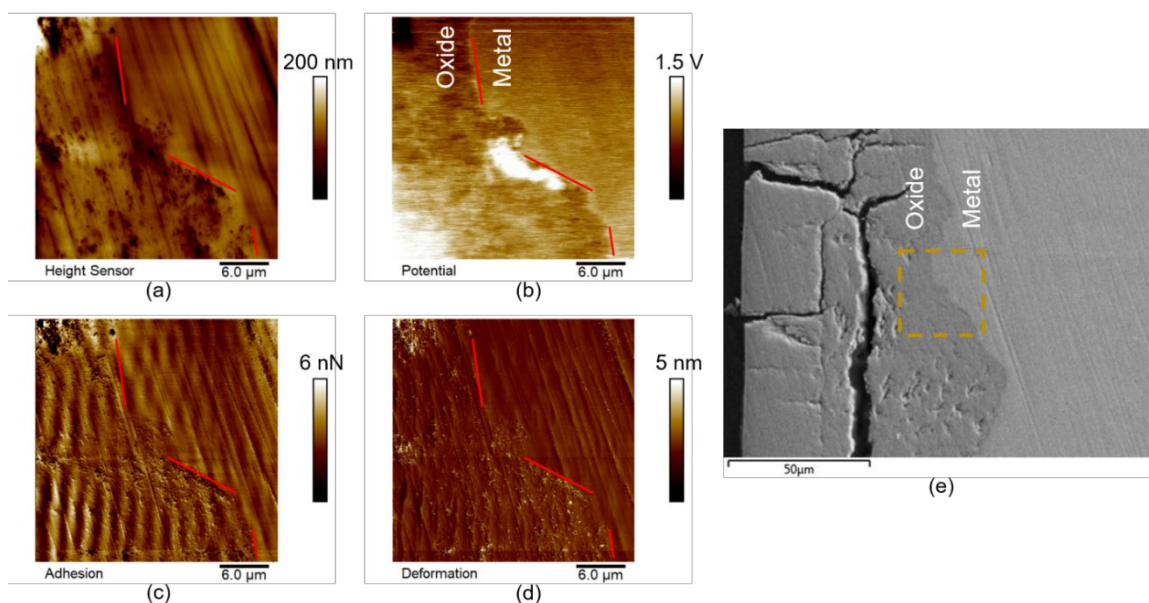 200 nm
Height Sensor
6.0 µm
(a)
Oxide
Metal
1.5 V
Potential
6.0 µm
(b)
6 nN
Adhesion
6.0 µm
(c)
5 nm
Deformation
6.0 µm
(d)
Oxide
Metal
50µm
(e)